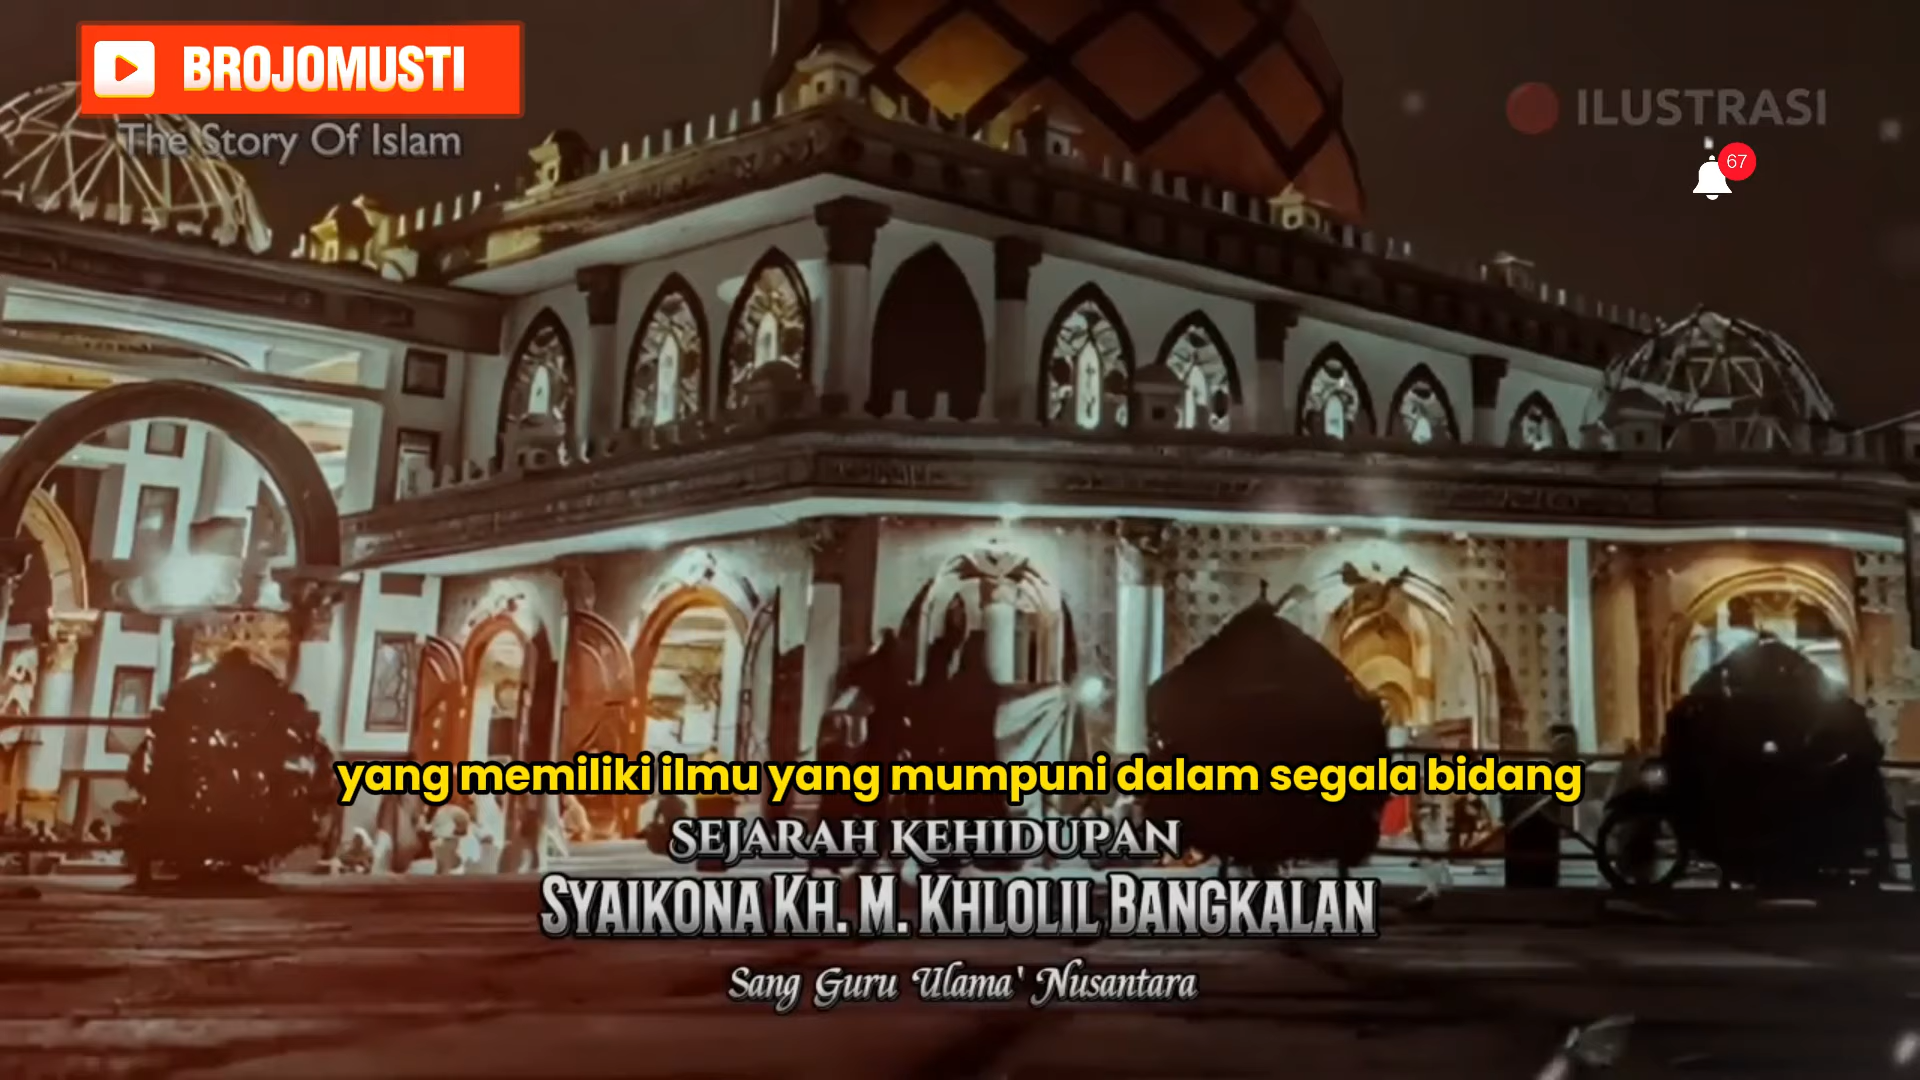 BROJOMUSTI
The Story Of Islam
ILUSTRASI
67
yang memiliki ilmu yang mumpuni dalam segala bidang
SEJARAH KEHIDUPAN
SYAIKONA KH. M. KHLOLIL BANGKALAN
Sang Guru Ulama' Nusantara